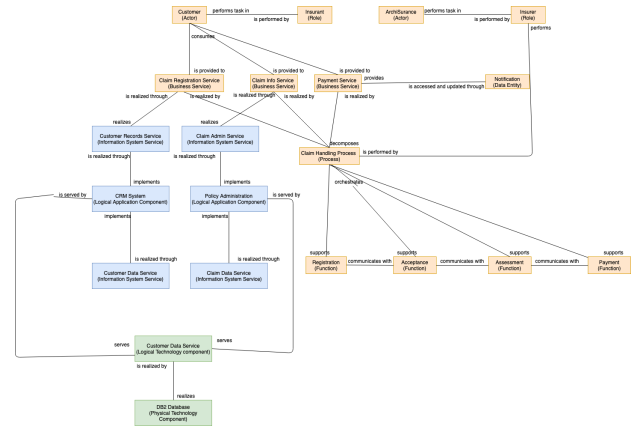 Customer
(Actor)
performs task in
is performed by
Insurant
(Role)
ArchiSurance
(Actor)
performs task in
is performed by
Insurer
(Role)
consumes
performs
is provided to
is provided to
is provided to
Claim Registration Service
(Business Service)
Claim Info Service
(Business Service)
Payment Service
(Business Service)
provides
is accessed and updated through
Notification
(Data Entity)
is realized through
is realized by
is realized through
is realized by
is realized by
realizes
realizes
Customer Records Service
(Information System Service)
Claim Admin Service
(Information System Service)
decomposes
Claim Handling Process
(Process)
is performed by
is realized through
is realized through
implements
implements
orchestrates
is served by
CRM System
(Logical Application Component)
Policy Administration
(Logical Application Component)
is served by
implements
implements
is realized through
is realized through
supports
supports
supports
supports
Customer Data Service
(Information System Service)
Claim Data Service
(Information System Service)
Registration
(Function)
communicates with
Acceptance
(Function)
communicates with
Assessment
(Function)
communicates with
Payment
(Function)
serves
Customer Data Service
(Logical Technology component)
serves
is realized by
realizes
DB2 Database
(Physical Technology
Component)